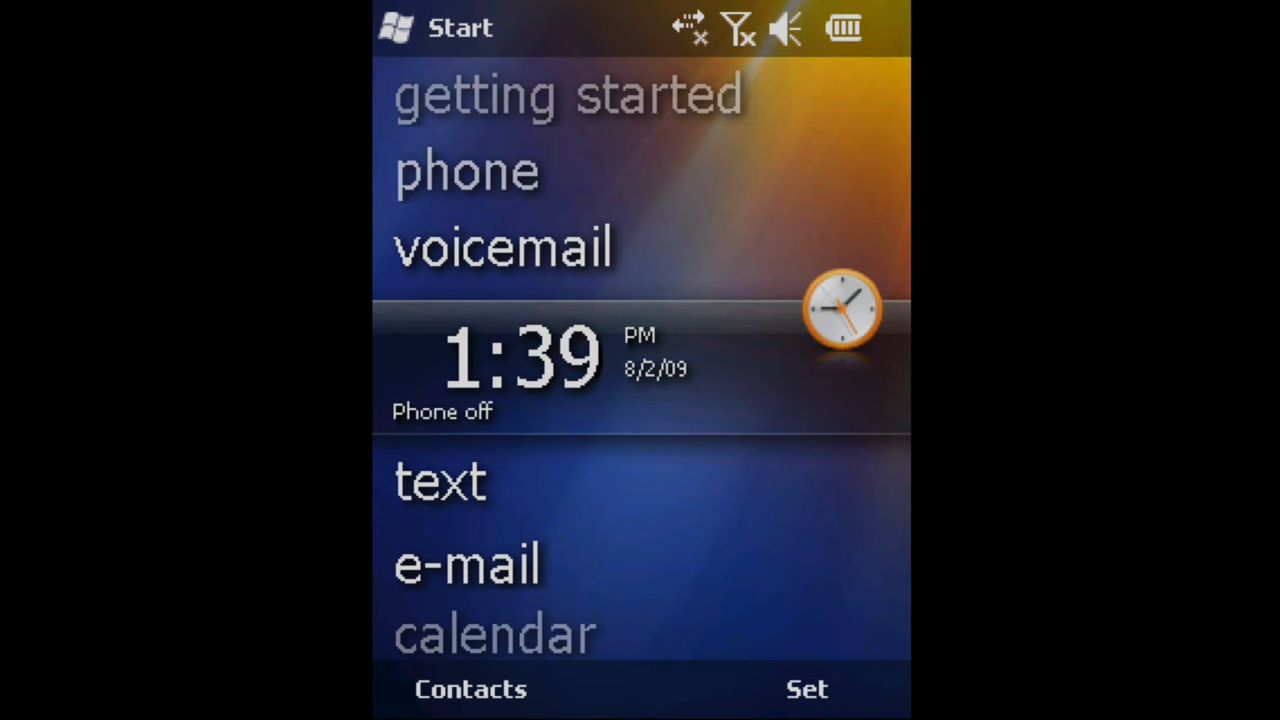 Start
getting started
phone
voicemail
1:39 PM
8/2/09
Phone off
text
e-mail
calendar
Contacts Set